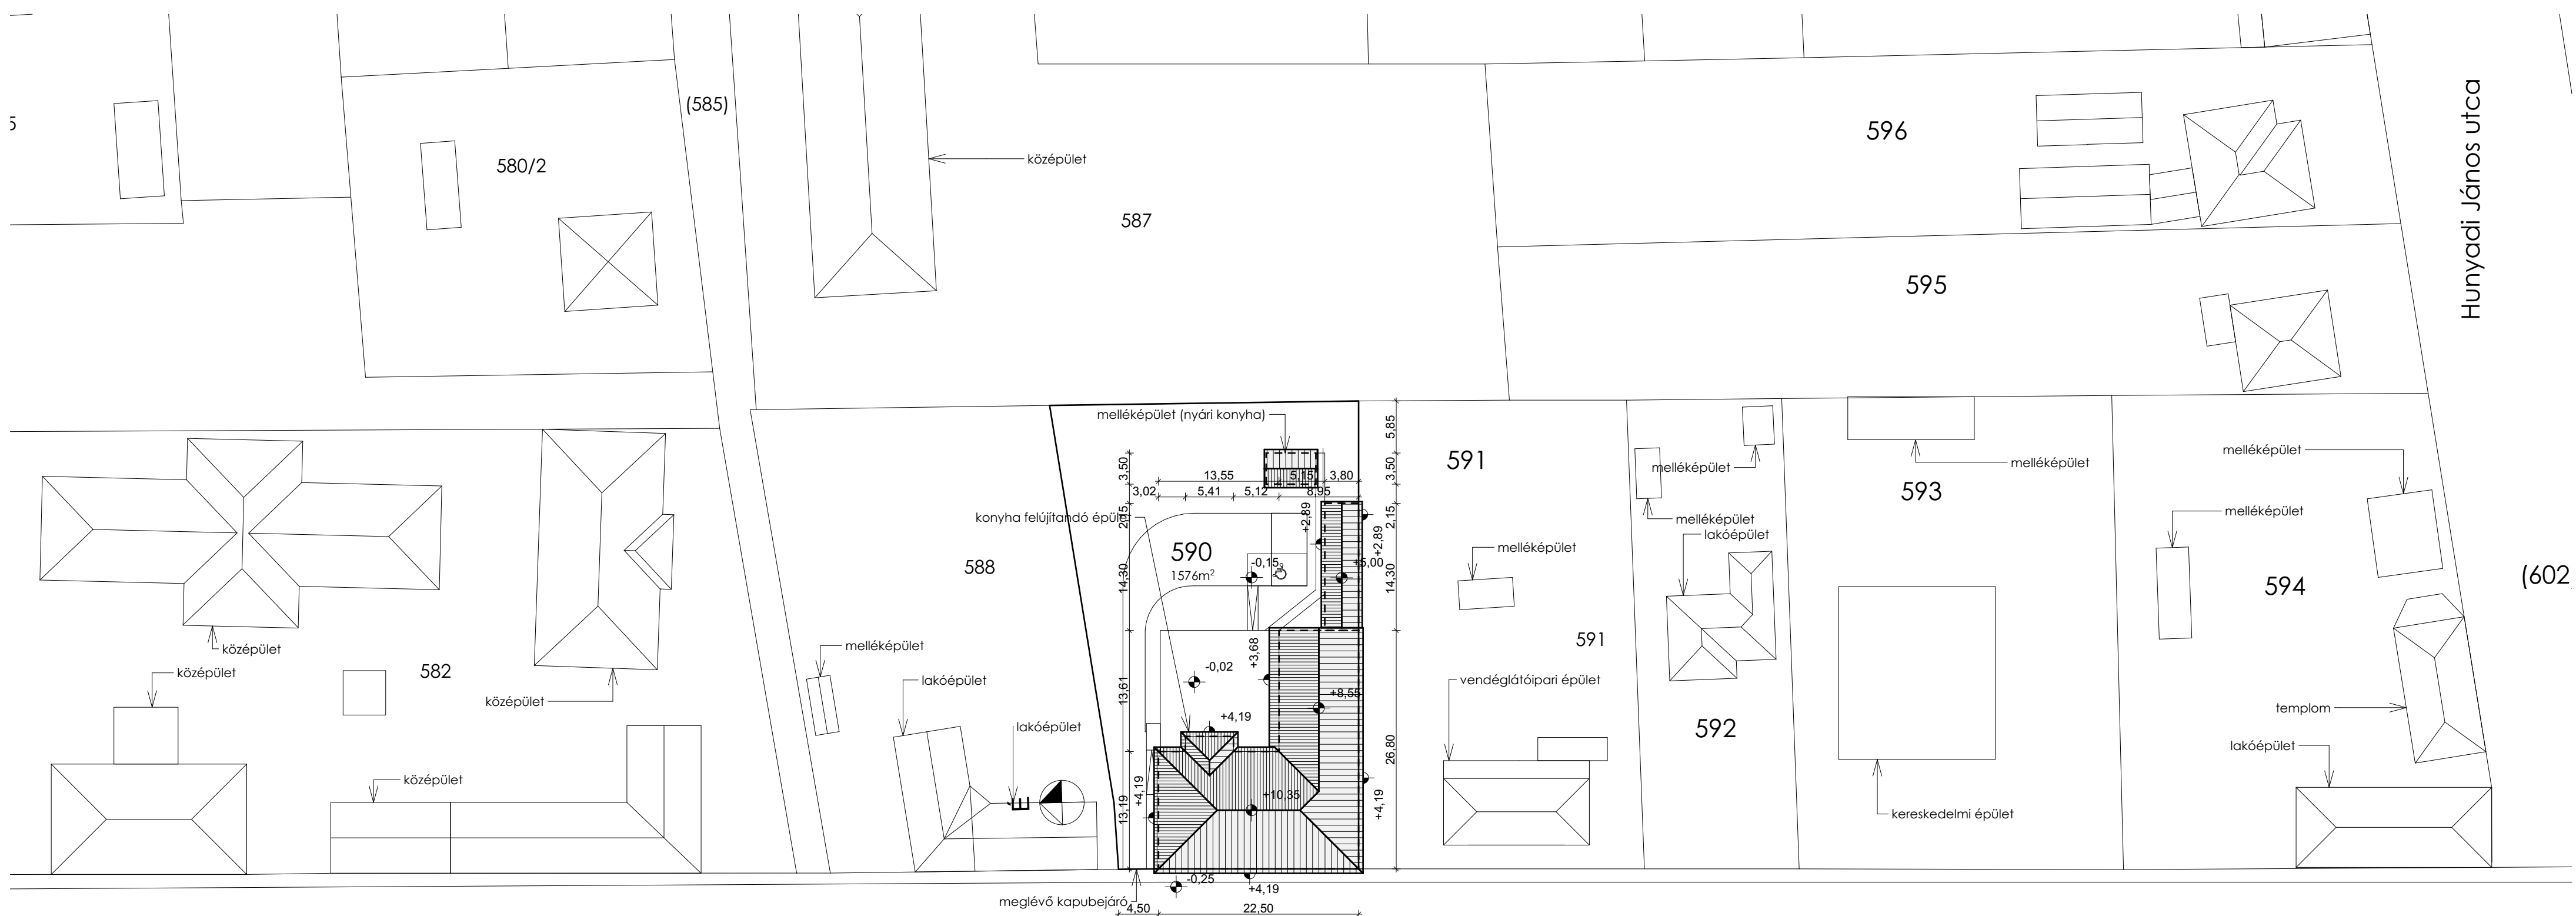 5
580/2
(585)
középület
587
596
595
Hunyadi János utca
(602
középület
középület
582
középület
középület
588
melléképület
lakóépület
lakóépület
É
melléképület (nyári konyha)
konyha felújítandó épület
590
1576m²
13,55
5,15
3,80
3,02
5,41
5,12
8,95
3,50
2,15
14,30
13,61
13,19
5,85
3,50
2,15
14,30
26,80
+2,89
+2,89
-0,15
+5,00
+3,68
-0,02
+8,55
+4,19
+4,19
+10,35
+4,19
-0,25
+4,19
meglévő kapubejáró
4,50
22,50
591
melléképület
591
vendéglátóipari épület
melléképület
melléképület
lakóépület
592
melléképület
593
kereskedelmi épület
melléképület
melléképület
594
templom
lakóépület